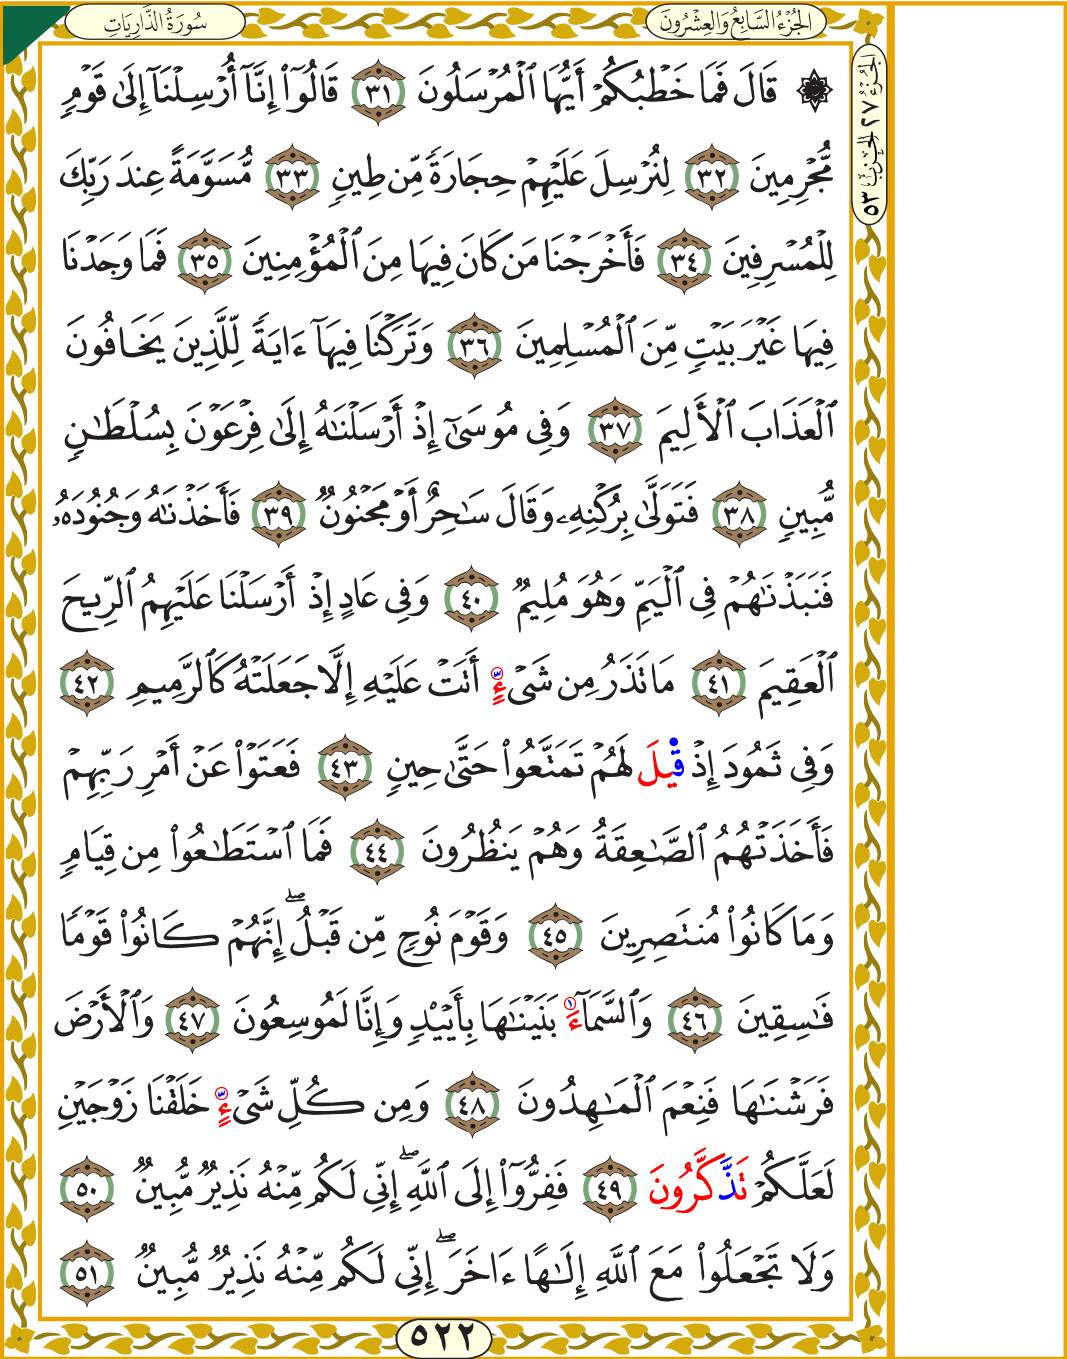 سُورَةُ الذَّارِيَاتِ
الجُزْءُ السَّابِعُ وَالعِشْرُونَ
الجُزْءُ ٢٧ الحِزب ٥٣
۞ قَالَ فَمَا خَطْبُكُمْ أَيُّهَا ٱلْمُرْسَلُونَ ٣١ قَالُوٓا۟ إِنَّآ أُرْسِلْنَآ إِلَىٰ قَوْمٍ
مُّجْرِمِينَ ٣٢ لِنُرْسِلَ عَلَيْهِمْ حِجَارَةً مِّن طِينٍ ٣٣ مُّسَوَّمَةً عِندَ رَبِّكَ
لِلْمُسْرِفِينَ ٣٤ فَأَخْرَجْنَا مَن كَانَ فِيهَا مِنَ ٱلْمُؤْمِنِينَ ٣٥ فَمَا وَجَدْنَا
فِيهَا غَيْرَ بَيْتٍ مِّنَ ٱلْمُسْلِمِينَ ٣٦ وَتَرَكْنَا فِيهَآ ءَايَةً لِّلَّذِينَ يَخَافُونَ
ٱلْعَذَابَ ٱلْأَلِيمَ ٣٧ وَفِى مُوسَىٰٓ إِذْ أَرْسَلْنَٰهُ إِلَىٰ فِرْعَوْنَ بِسُلْطَٰنٍ
مُّبِينٍ ٣٨ فَتَوَلَّىٰ بِرُكْنِهِۦ وَقَالَ سَٰحِرٌ أَوْ مَجْنُونٌ ٣٩ فَأَخَذْنَٰهُ وَجُنُودَهُۥ
فَنَبَذْنَٰهُمْ فِى ٱلْيَمِّ وَهُوَ مُلِيمٌ ٤٠ وَفِى عَادٍ إِذْ أَرْسَلْنَا عَلَيْهِمُ ٱلرِّيحَ
ٱلْعَقِيمَ ٤١ مَا تَذَرُ مِن شَىْءٍ أَتَتْ عَلَيْهِ إِلَّا جَعَلَتْهُ كَٱلرَّمِيمِ ٤٢
وَفِى ثَمُودَ إِذْ قِيلَ لَهُمْ تَمَتَّعُوا۟ حَتَّىٰ حِينٍ ٤٣ فَعَتَوْا۟ عَنْ أَمْرِ رَبِّهِمْ
فَأَخَذَتْهُمُ ٱلصَّٰعِقَةُ وَهُمْ يَنظُرُونَ ٤٤ فَمَا ٱسْتَطَٰعُوا۟ مِن قِيَامٍ
وَمَا كَانُوا۟ مُنتَصِرِينَ ٤٥ وَقَوْمَ نُوحٍ مِّن قَبْلُ ۖ إِنَّهُمْ كَانُوا۟ قَوْمًا
فَٰسِقِينَ ٤٦ وَٱلسَّمَآءَ بَنَيْنَٰهَا بِأَيْي۟دٍ وَإِنَّا لَمُوسِعُونَ ٤٧ وَٱلْأَرْضَ
فَرَشْنَٰهَا فَنِعْمَ ٱلْمَٰهِدُونَ ٤٨ وَمِن كُلِّ شَىْءٍ خَلَقْنَا زَوْجَيْنِ
لَعَلَّكُمْ تَذَّكَّرُونَ ٤٩ فَفِرُّوٓا۟ إِلَى ٱللَّهِ ۖ إِنِّى لَكُم مِّنْهُ نَذِيرٌ مُّبِينٌ ٥٠
وَلَا تَجْعَلُوا۟ مَعَ ٱللَّهِ إِلَٰهًا ءَاخَرَ ۖ إِنِّى لَكُم مِّنْهُ نَذِيرٌ مُّبِينٌ ٥١
٥٢٢